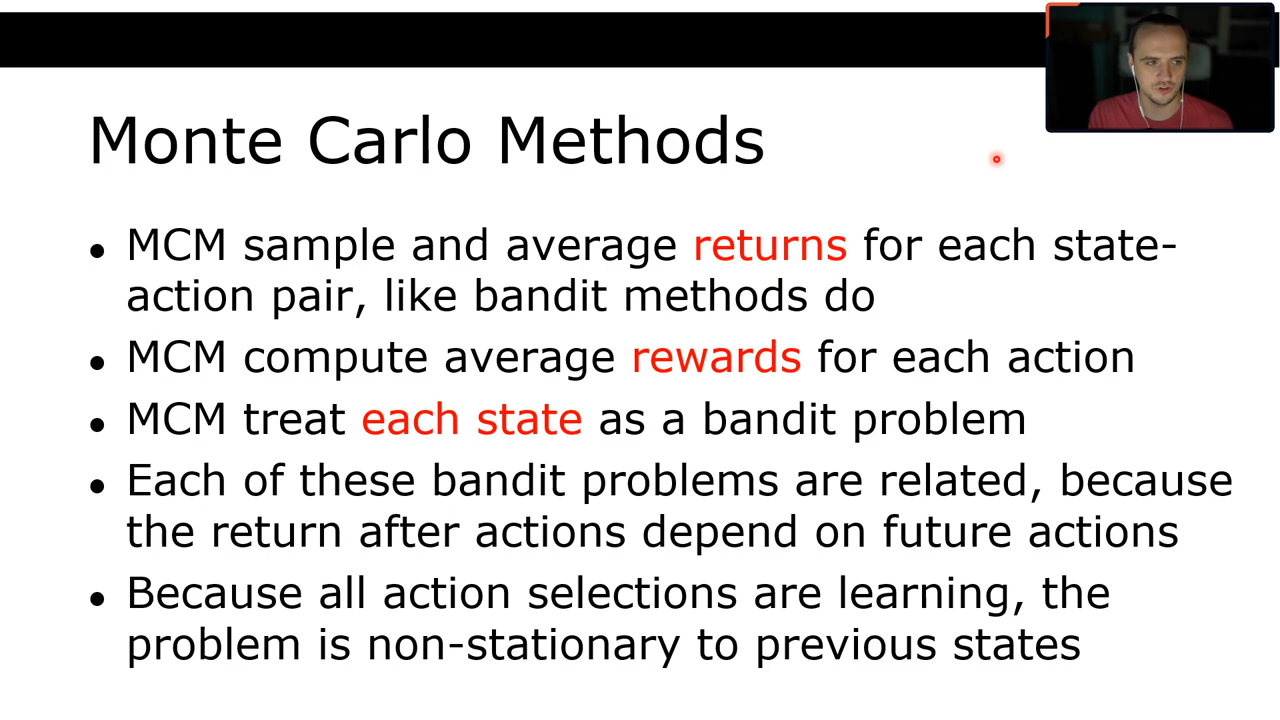 Monte Carlo Methods
• MCM sample and average returns for each state-
action pair, like bandit methods do
• MCM compute average rewards for each action
• MCM treat each state as a bandit problem
• Each of these bandit problems are related, because
the return after actions depend on future actions
• Because all action selections are learning, the
problem is non-stationary to previous states